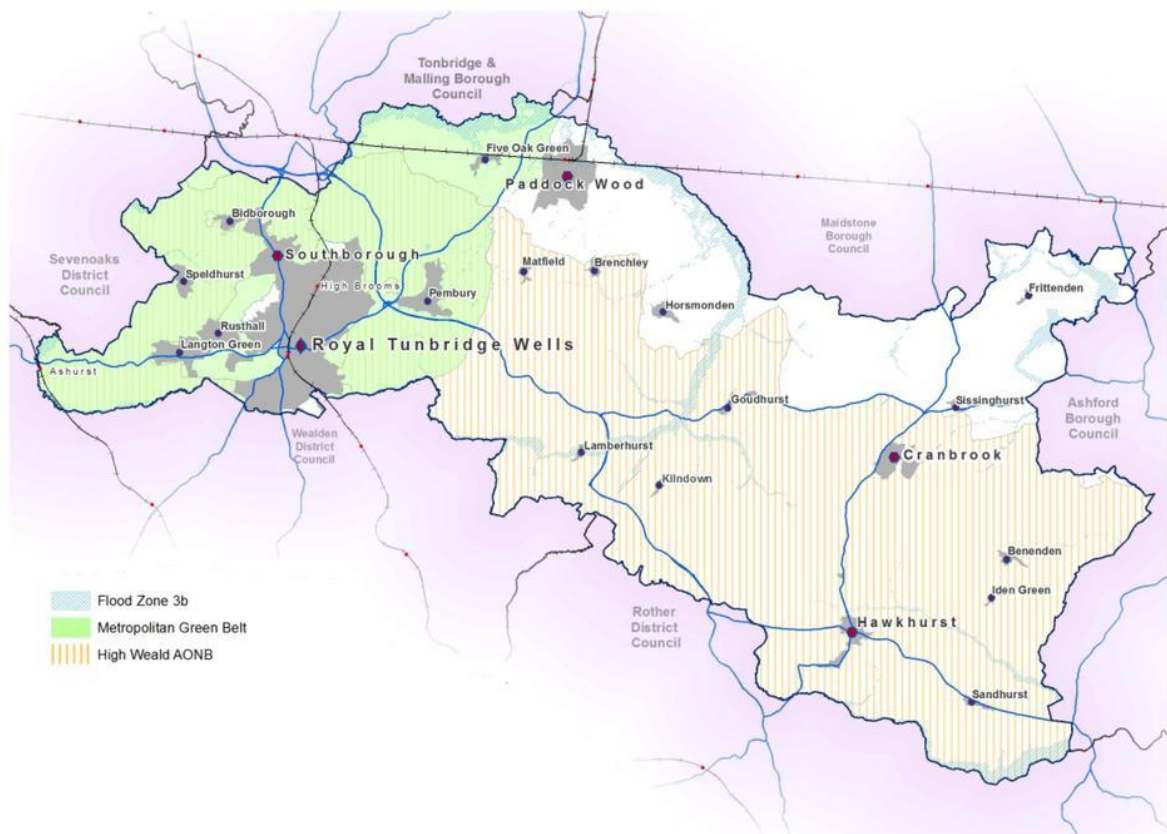 Tonbridge &
Malling Borough
Council
Five Oak Green
Paddock Wood
Bidborough
Southborough
Sevenoaks
District
Council
Speldhurst
High Brooms
Pembury
Rusthall
Langton Green
Royal Tunbridge Wells
Ashurst
Wealden
District
Council
Matfield
Brenchley
Horsmonden
Maidstone
Borough
Council
Frittenden
Goudhurst
Sissinghurst
Ashford
Borough
Council
Lamberhurst
Cranbrook
Kilndown
Benenden
Iden Green
Rother
District
Council
Hawkhurst
Sandhurst
Flood Zone 3b
Metropolitan Green Belt
High Weald AONB